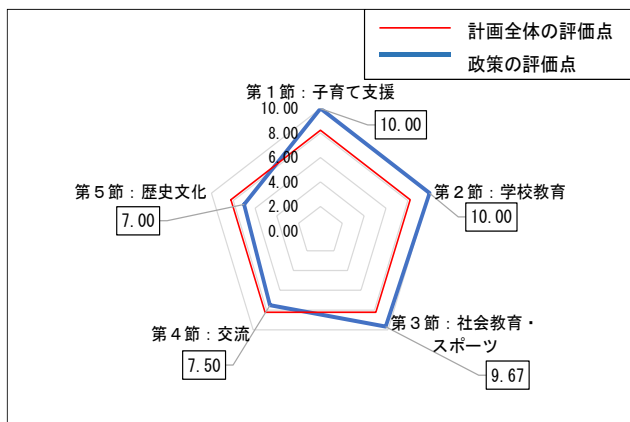 計画全体の評価点
政策の評価点
第1節：子育て支援
10.00
8.00
6.00
4.00
2.00
0.00
10.00
第2節：学校教育
10.00
第3節：社会教育・
スポーツ
9.67
第4節：交流
7.50
第5節：歴史文化
7.00